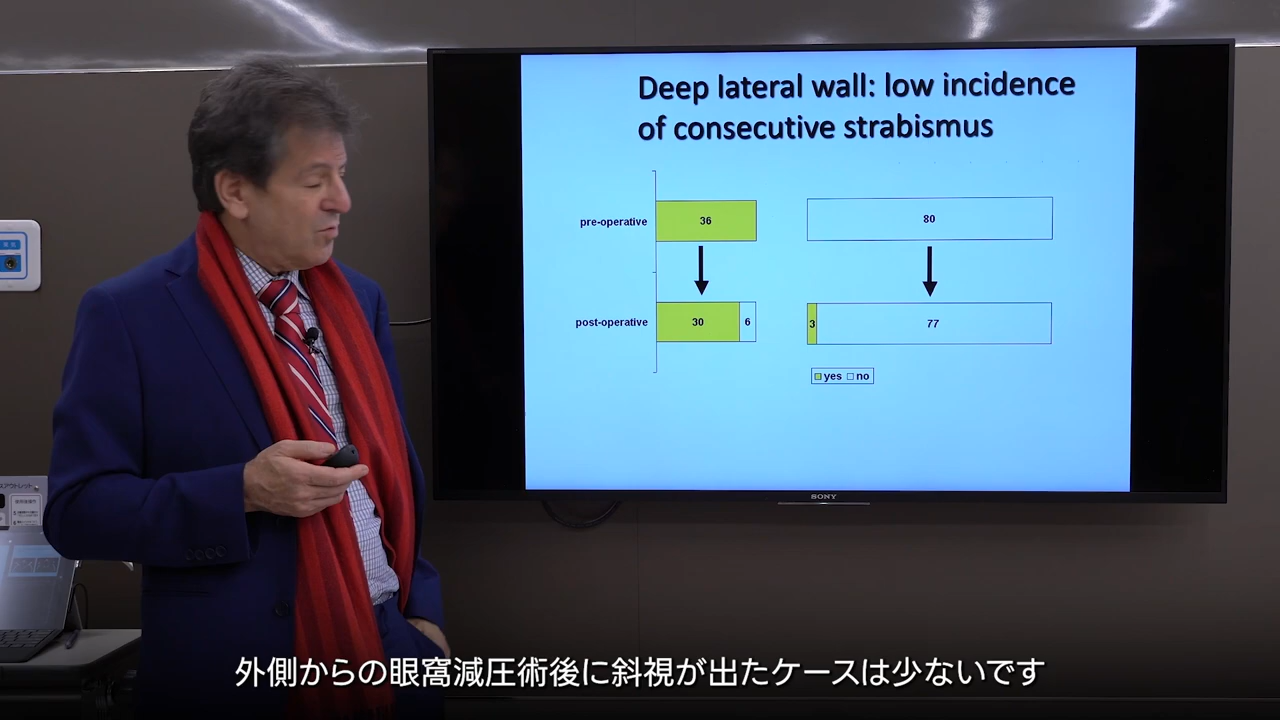 Deep lateral wall: low incidence
of consecutive strabismus
pre-operative
36
80
post-operative
30
6
3
77
yes
no
SONY
外側からの眼窩減圧術後に斜視が出たケースは少ないです